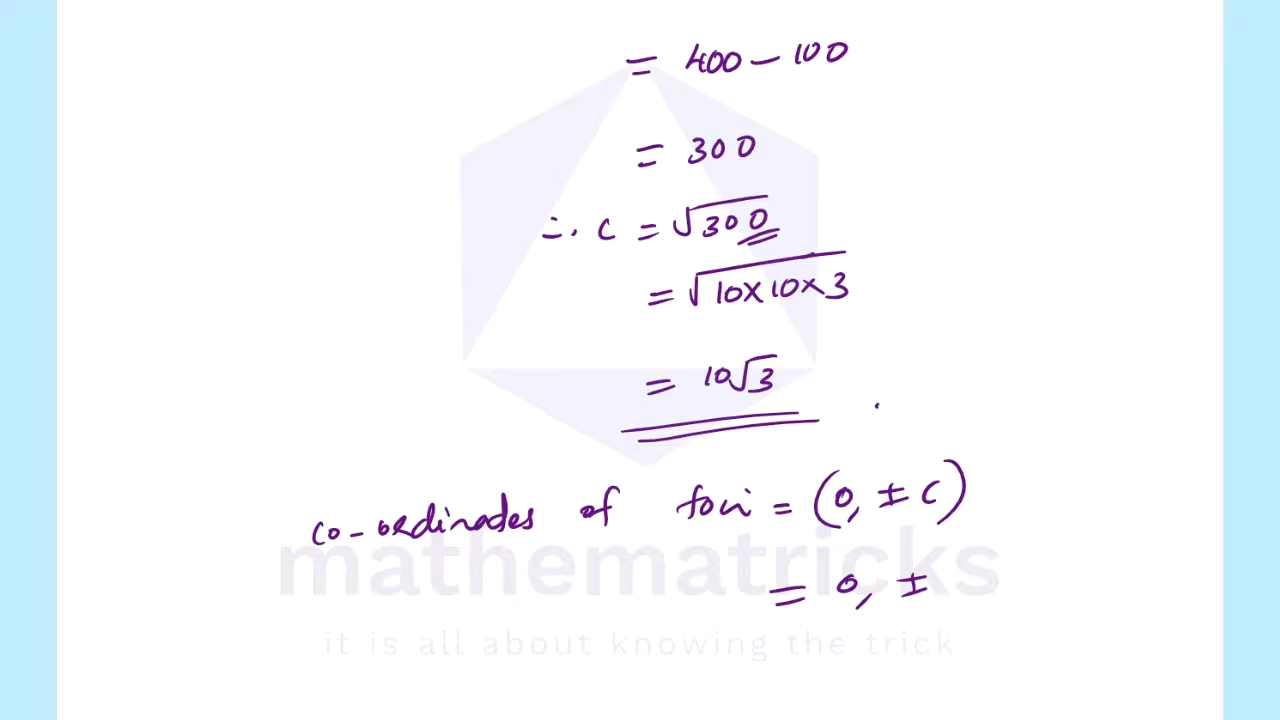 = 400 - 100
= 300
∴ c = √300
= √10×10×3
= 10√3
co-ordinates of foci = (0, ± c)
= 0, ±
mathematricks
it is all about knowing the trick